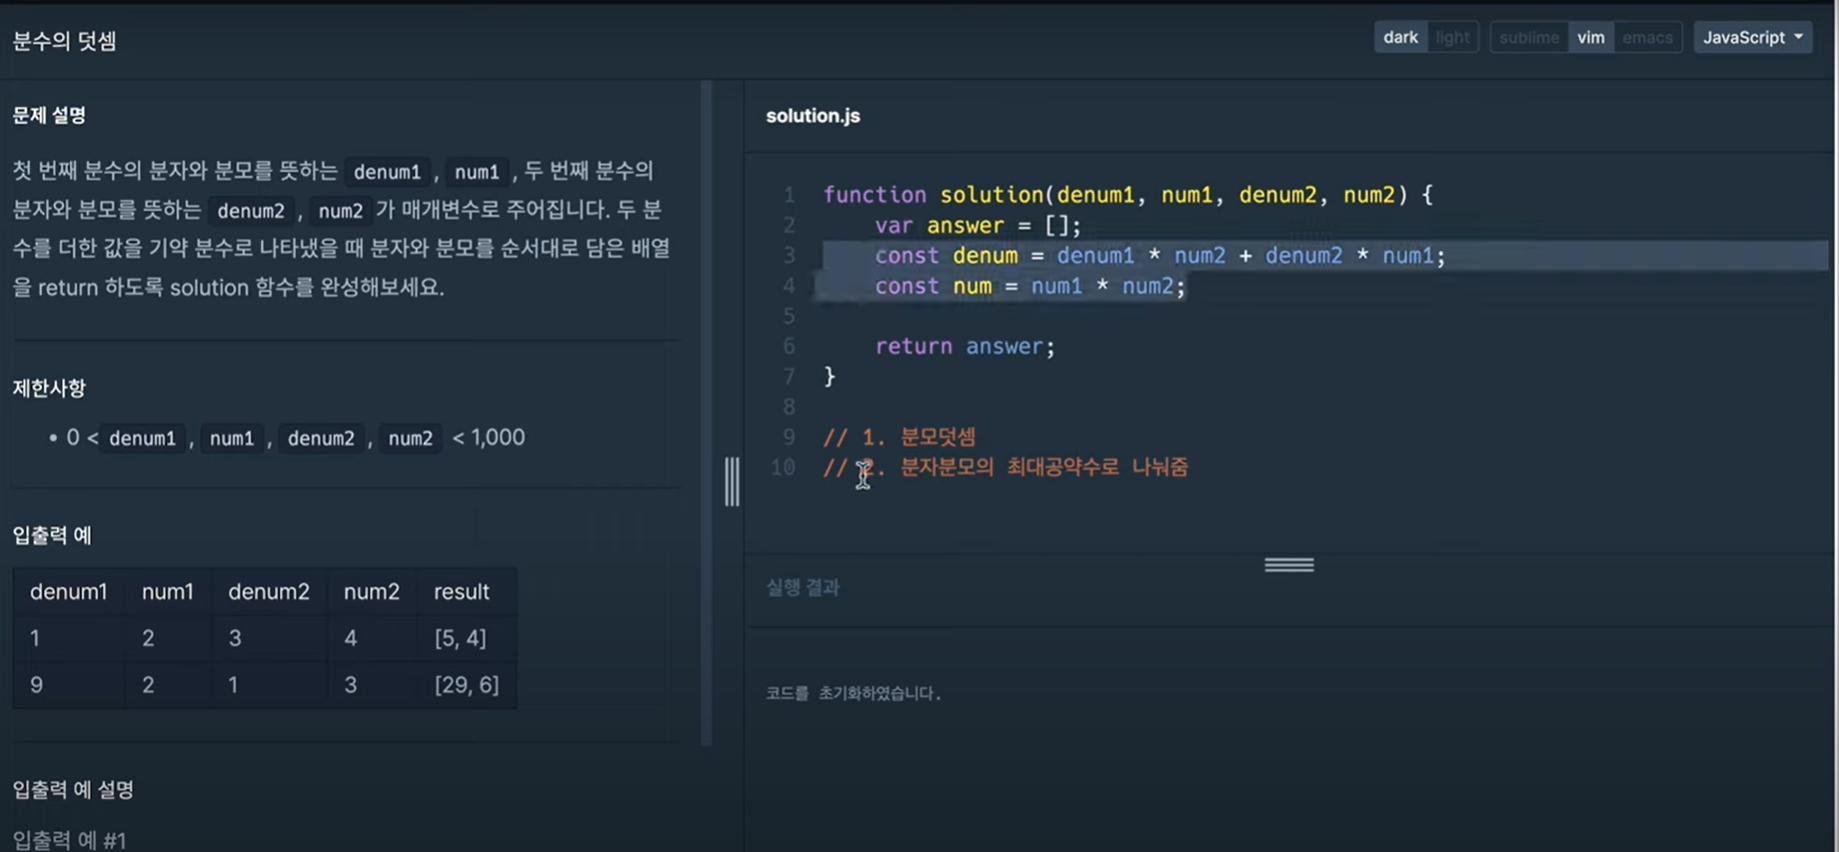 분수의 덧셈
dark light sublime vim emacs JavaScript
문제 설명
첫 번째 분수의 분자와 분모를 뜻하는 denum1, num1, 두 번째 분수의
분자와 분모를 뜻하는 denum2, num2 가 매개변수로 주어집니다. 두 분
수를 더한 값을 기약 분수로 나타냈을 때 분자와 분모를 순서대로 담은 배열
을 return 하도록 solution 함수를 완성해보세요.
제한사항
• 0 < denum1, num1, denum2, num2 < 1,000
입출력 예
denum1 num1 denum2 num2 result
1 2 3 4 [5, 4]
9 2 1 3 [29, 6]
입출력 예 설명
입출력 예 #1
solution.js
1 function solution(denum1, num1, denum2, num2) {
2 var answer = [];
3 const denum = denum1 * num2 + denum2 * num1;
4 const num = num1 * num2;
5
6 return answer;
7 }
8
9 // 1. 분모덧셈
10 // 2. 분자분모의 최대공약수로 나눠줌
실행 결과
코드를 초기화하였습니다.